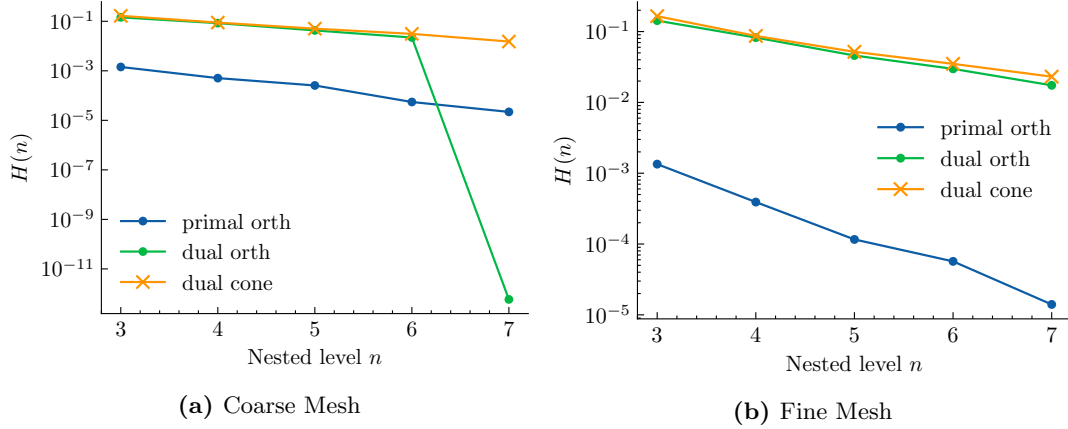 10⁻¹
10⁻³
10⁻⁵
10⁻⁷
10⁻⁹
10⁻¹¹
H(n)
primal orth
dual orth
dual cone
3 4 5 6 7
Nested level n
(a) Coarse Mesh
10⁻¹
10⁻²
10⁻³
10⁻⁴
10⁻⁵
H(n)
primal orth
dual orth
dual cone
3 4 5 6 7
Nested level n
(b) Fine Mesh